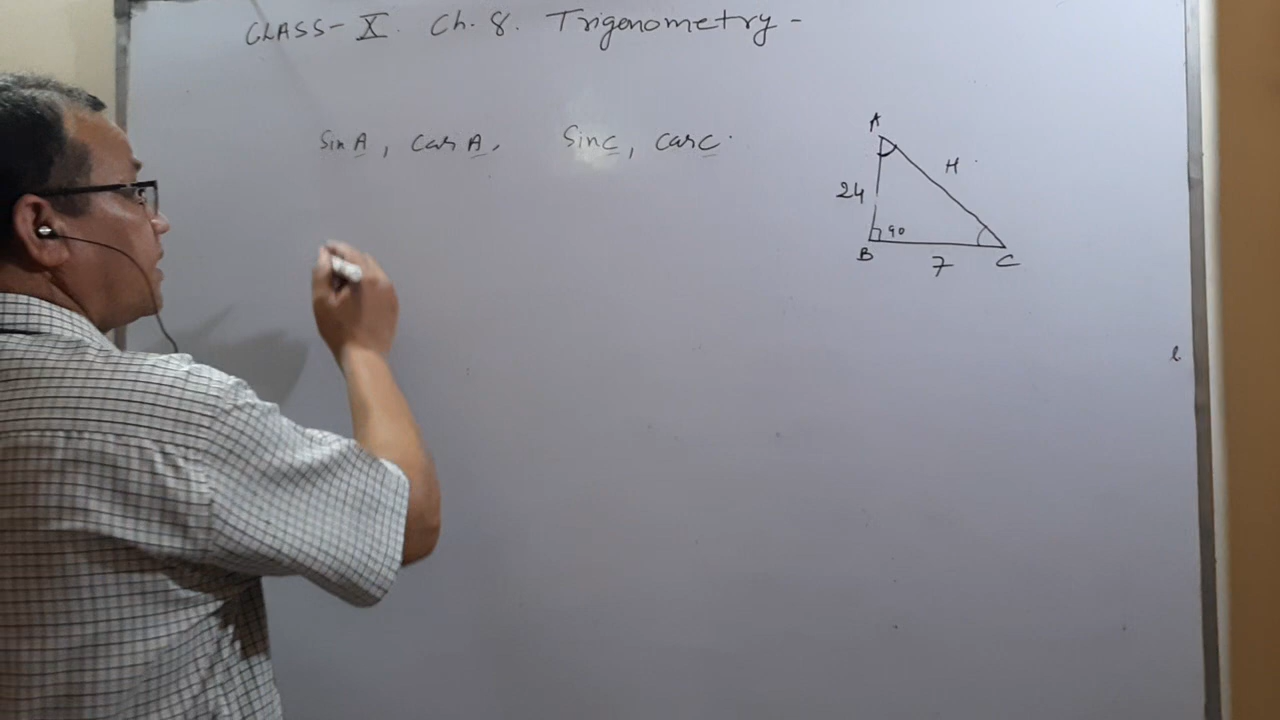 CLASS- X. Ch. 8. Trigonometry -
sin A, cos A, sin C, cos C.
A
H
24
90
B
7
C